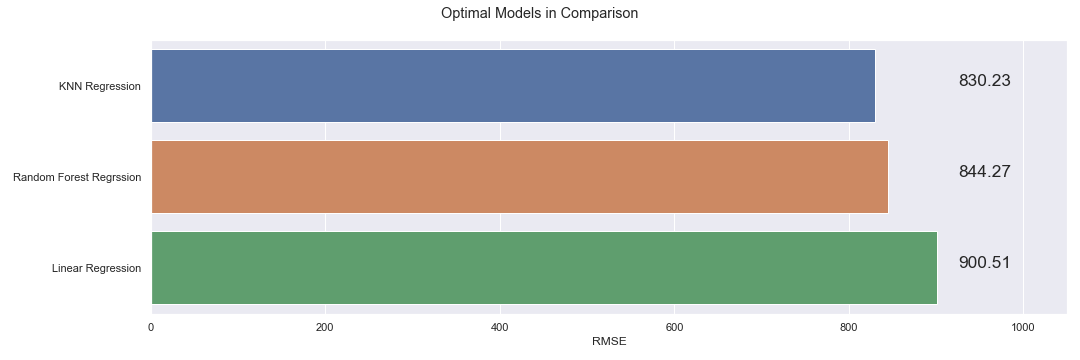 Optimal Models in Comparison
KNN Regression
830.23
Random Forest Regrssion
844.27
Linear Regression
900.51
0 200 400 600 800 1000
RMSE